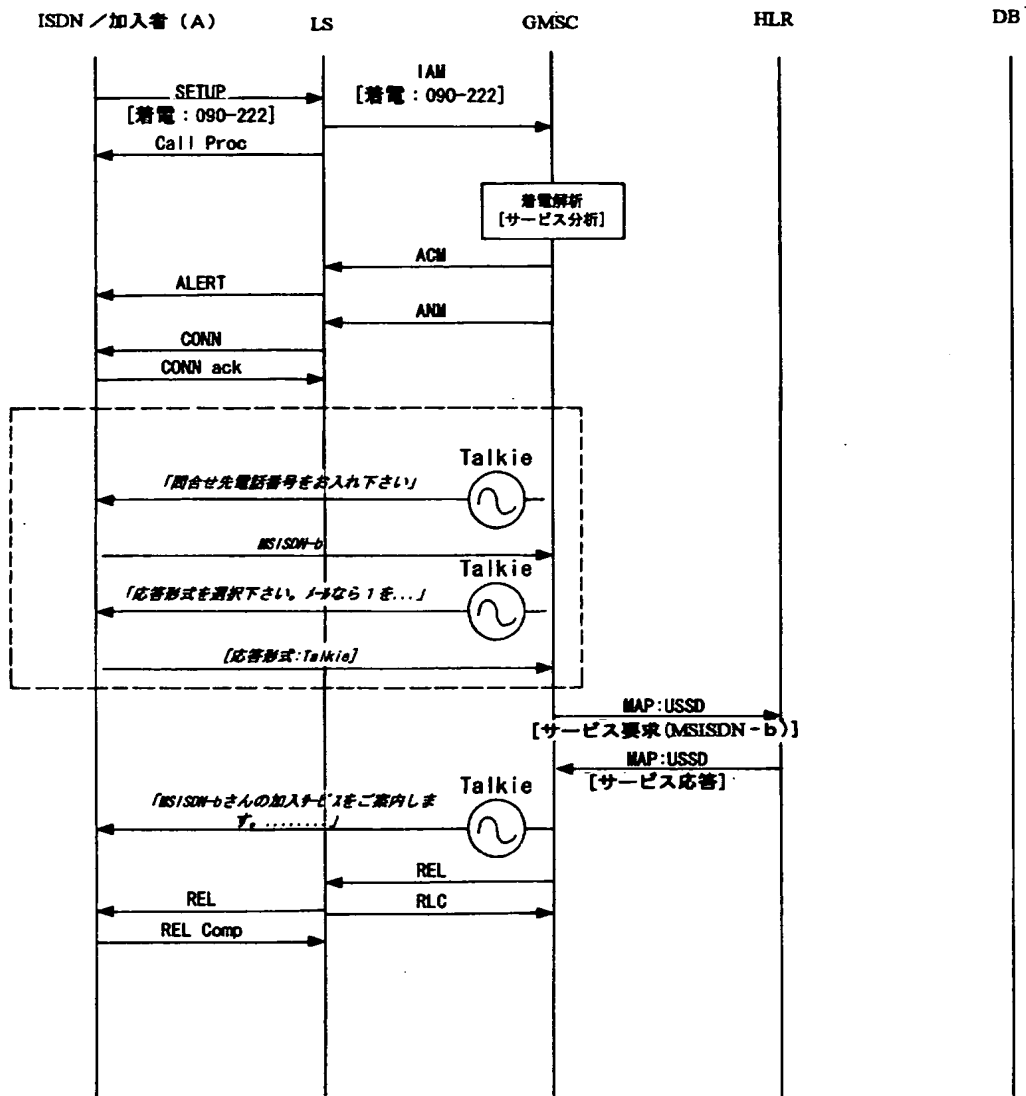 ISDN／加入者（A）
LS
GMSC
HLR
DB
SETUP
[着電：090-222]
IAM
[着電：090-222]
Call Proc
着電解析
[サービス分析]
ACM
ALERT
ANM
CONN
CONN ack
Talkie
「問合せ先電話番号をお入れ下さい」
MSISDN-b
Talkie
「応答形式を選択下さい。メールなら1を...」
[応答形式:Talkie]
MAP:USSD
[サービス要求(MSISDN-b)]
MAP:USSD
[サービス応答]
Talkie
「MSISDN-bさんの加入サービスをご案内しま
す。........」
REL
REL
RLC
REL Comp